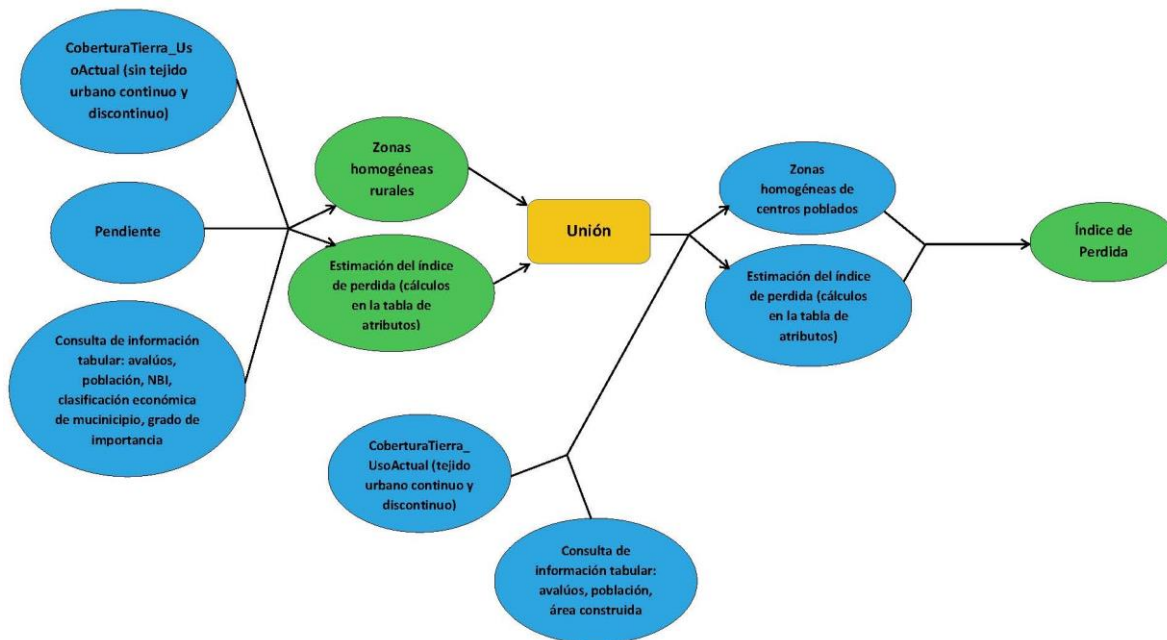 CoberturaTierra_Us
oActual (sin tejido
urbano continuo y
discontinuo)
Pendiente
Consulta de información
tabular: avalúos,
población, NBI,
clasificación económica
de mucinicipio, grado de
importancia
Zonas
homogéneas
rurales
Estimación del índice
de perdida (cálculos
en la tabla de
atributos)
Unión
CoberturaTierra_
UsoActual (tejido
urbano continuo y
discontinuo)
Consulta de
información tabular:
avalúos, población,
área construida
Zonas
homogéneas de
centros poblados
Estimación del índice
de perdida (cálculos
en la tabla de
atributos)
Índice de
Perdida